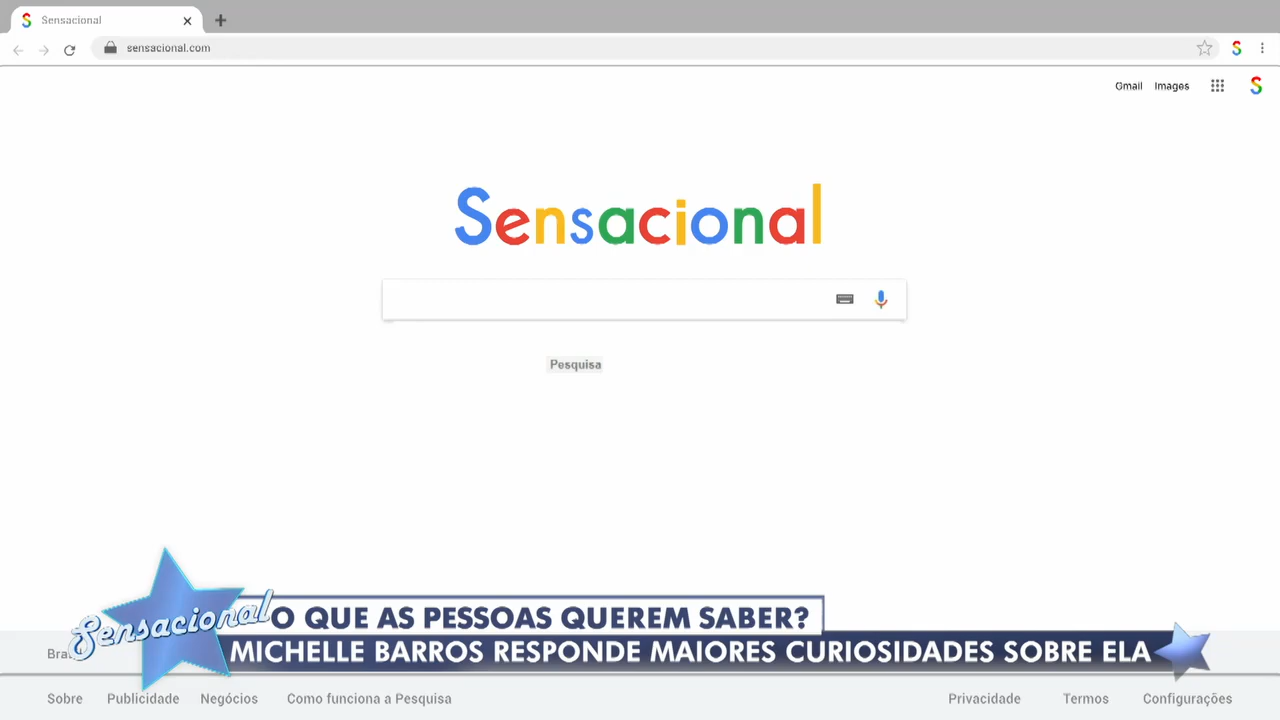 Sensacional
sensacional.com
Gmail Images
Sensacional
Pesquisa
Sensacional
O QUE AS PESSOAS QUEREM SABER?
MICHELLE BARROS RESPONDE MAIORES CURIOSIDADES SOBRE ELA
Sobre Publicidade Negócios Como funciona a Pesquisa Privacidade Termos Configurações